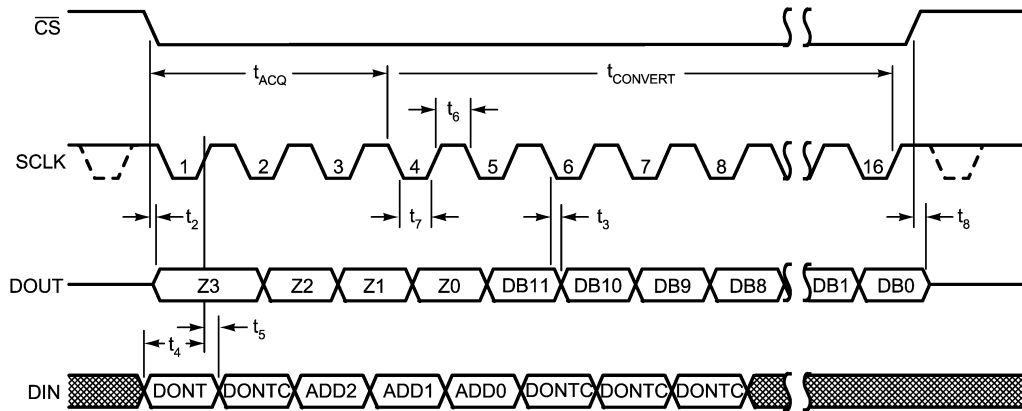 CS
tACQ
tCONVERT
t6
SCLK
1 2 3 4 5 6 7 8 16
t2
t7
t3
t8
DOUT
Z3 Z2 Z1 Z0 DB11 DB10 DB9 DB8 DB1 DB0
t4
t5
DIN
DONT DONTC ADD2 ADD1 ADD0 DONTC DONTC DONTC